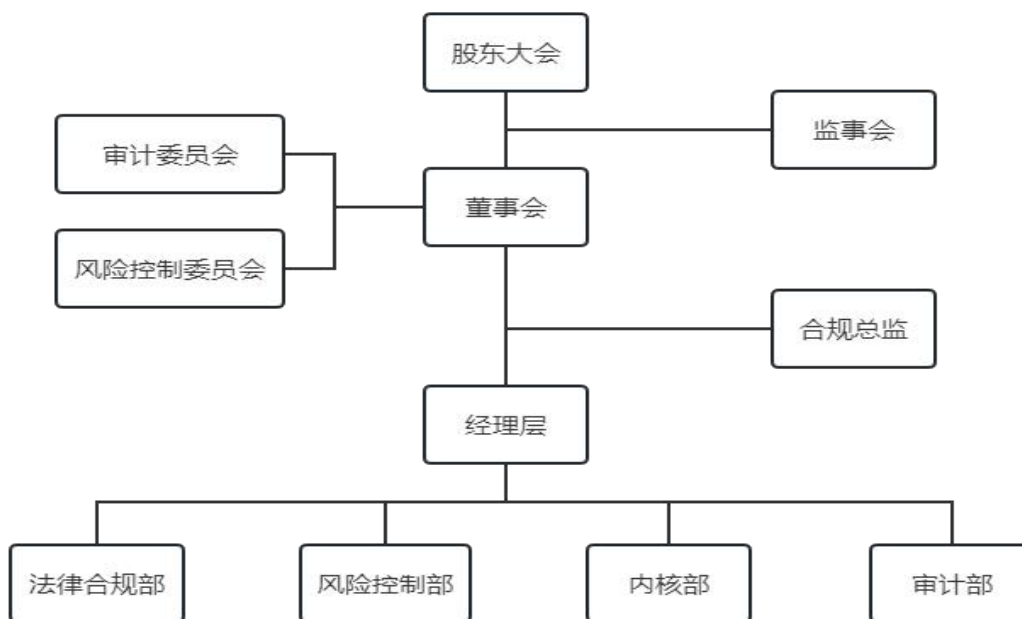 股东大会
监事会
审计委员会
董事会
风险控制委员会
合规总监
经理层
法律合规部
风险控制部
内核部
审计部